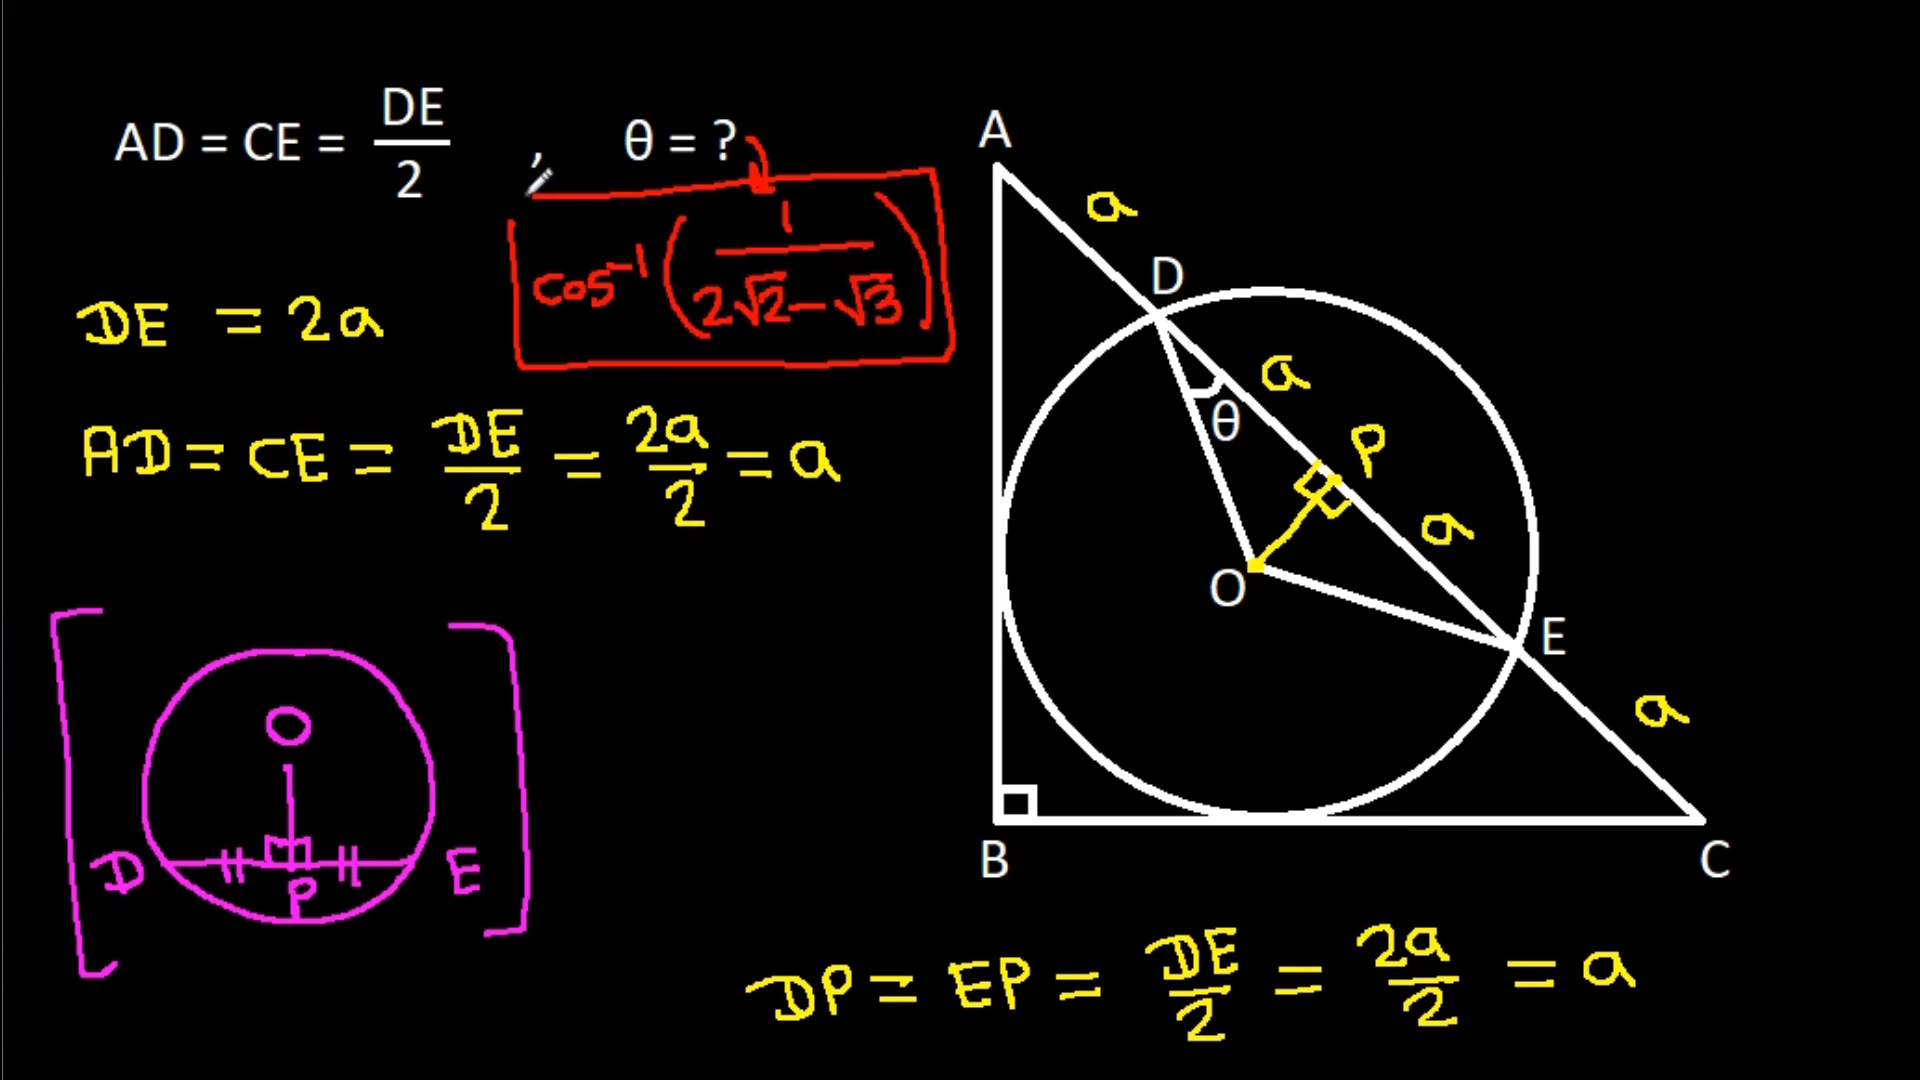 AD = CE = DE/2 , θ = ?
cos⁻¹(1/(2√2-√3))
DE = 2a
AD = CE = DE/2 = 2a/2 = a
A
a
D
a
θ
P
a
O
E
a
B
C
O
D
P
E
DP = EP = DE/2 = 2a/2 = a